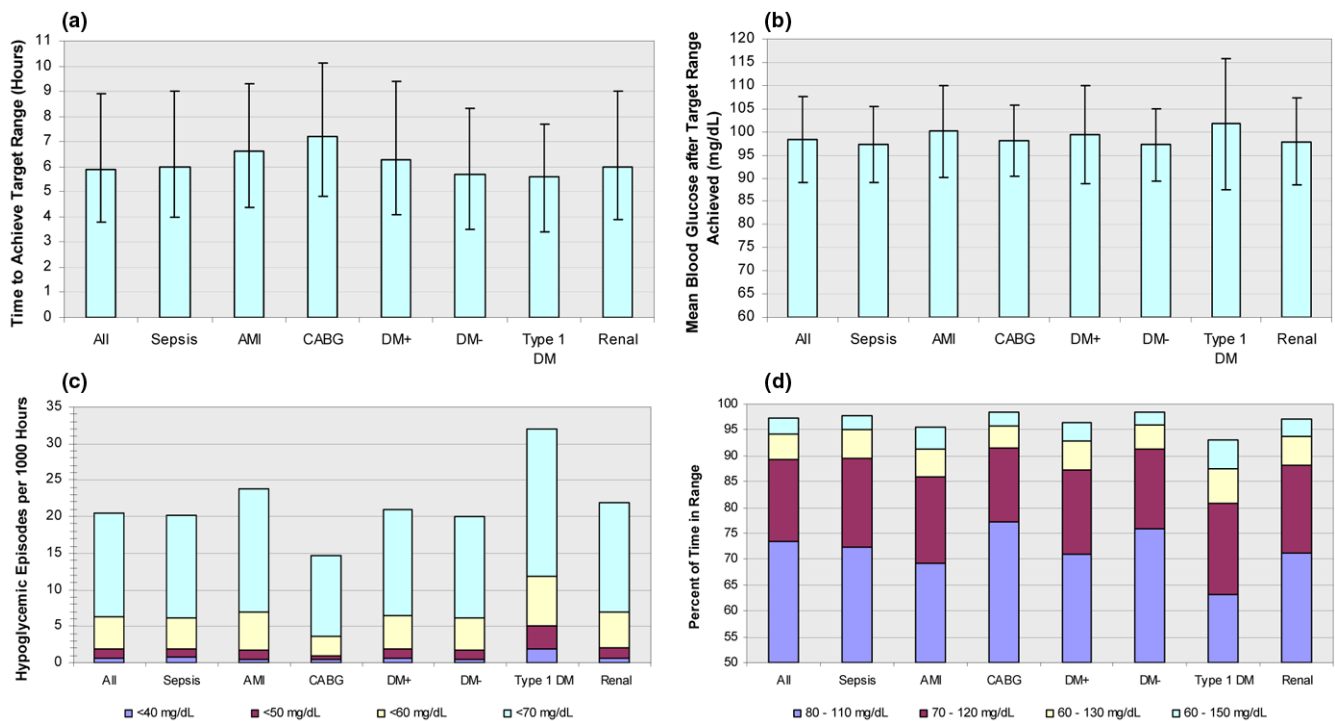 (a)
Time to Achieve Target Range (Hours)
11
10
9
8
7
6
5
4
3
2
1
0
All Sepsis AMI CABG DM+ DM- Type 1 Renal
DM
(b)
Mean Blood Glucose after Target Range
Achieved (mg/dL)
120
115
110
105
100
95
90
85
80
75
70
65
60
All Sepsis AMI CABG DM+ DM- Type 1 Renal
DM
(c)
Hypoglycemic Episodes per 1000 Hours
35
30
25
20
15
10
5
0
All Sepsis AMI CABG DM+ DM- Type 1 DM Renal
<40 mg/dL <50 mg/dL <60 mg/dL <70 mg/dL
(d)
Percent of Time in Range
100
95
90
85
80
75
70
65
60
55
50
All Sepsis AMI CABG DM+ DM- Type 1 DM Renal
80 - 110 mg/dL 70 - 120 mg/dL 60 - 130 mg/dL 60 - 150 mg/dL